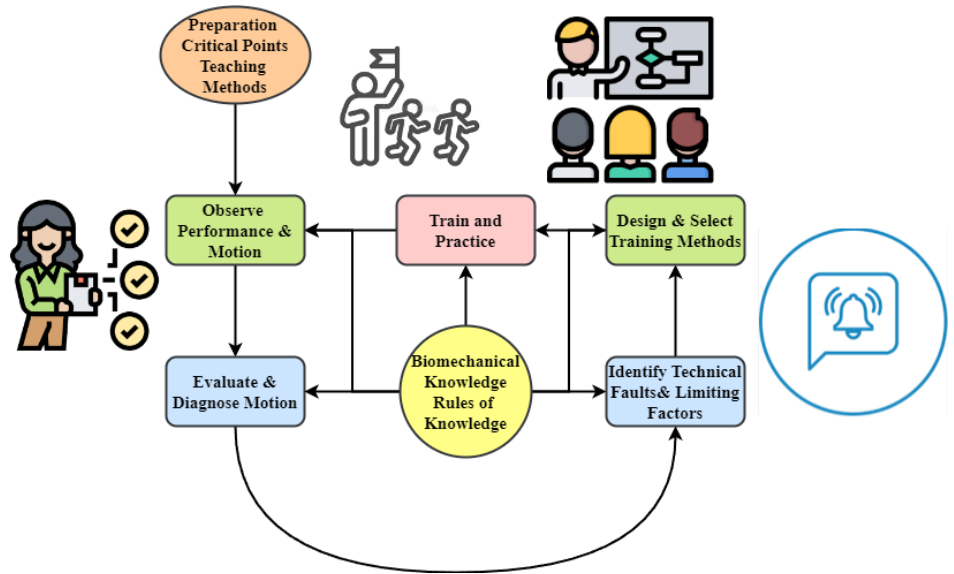 Preparation
Critical Points
Teaching
Methods
Observe
Performance &
Motion
Train and
Practice
Design & Select
Training Methods
Evaluate &
Diagnose Motion
Biomechanical
Knowledge
Rules of
Knowledge
Identify Technical
Faults& Limiting
Factors